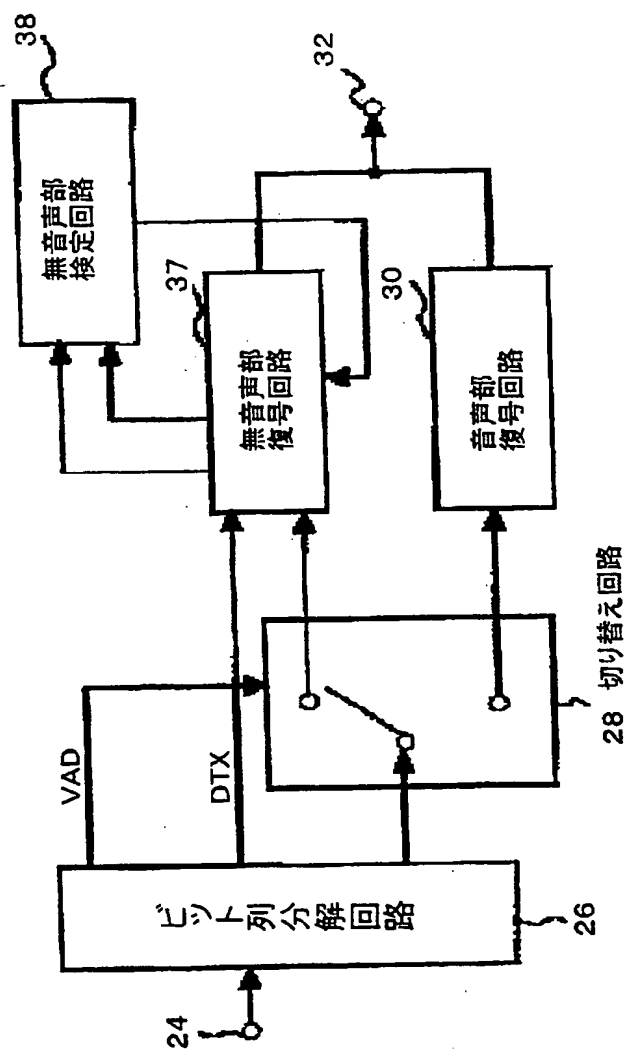 24
ビット列分解回路
26
VAD
DTX
28 切り替え回路
無音声部
復号回路
37
無音声部
検定回路
38
音声部
復号回路
30
32